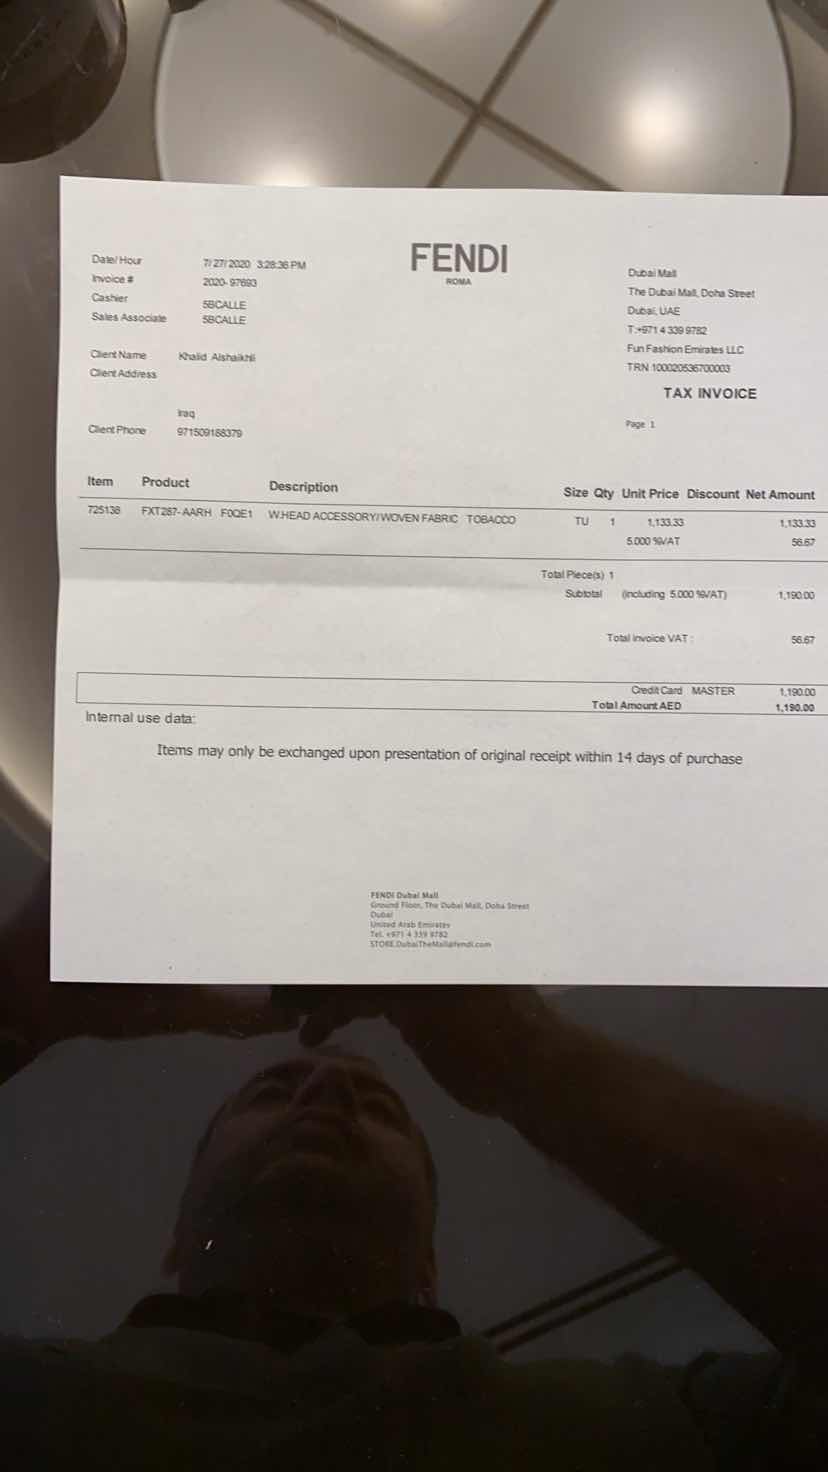 FENDI
ROMA
Date/Hour 7/27/2020 3:28:36 PM
Invoice # 2020-97693
Cashier 5BCALLE
Sales Associate 5BCALLE
Client Name Khalid Alshaikhli
Client Address
Iraq
Client Phone 971509188379
Dubai Mall
The Dubai Mall, Doha Street
Dubai, UAE
T:+971 4 339 9782
Fun Fashion Emirates LLC
TRN 100020536700003
TAX INVOICE
Page 1
Item Product Description Size Qty Unit Price Discount Net Amount
725138 FXT287-AARH F0QE1 W.HEAD ACCESSORY/WOVEN FABRIC TOBACCO TU 1 1,133.33 1,133.33
5.000 %VAT 56.67
Total Piece(s) 1
Subtotal (including 5.000 %VAT) 1,190.00
Total invoice VAT : 56.67
Credit Card MASTER 1,190.00
Total Amount AED 1,190.00
Internal use data:
Items may only be exchanged upon presentation of original receipt within 14 days of purchase
FENDI Dubai Mall
Ground Floor, The Dubai Mall, Doha Street
Dubai
United Arab Emirates
Tel. +971 4 339 9782
STORE.DubaiTheMall@fendi.com